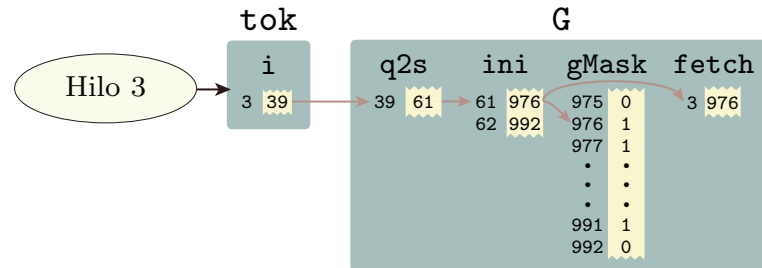 tok G
i q2s ini gMask fetch
Hilo 3
3 39 39 61 61 976 975 0 3 976
62 992 976 1
977 1
. .
. .
. .
991 1
992 0